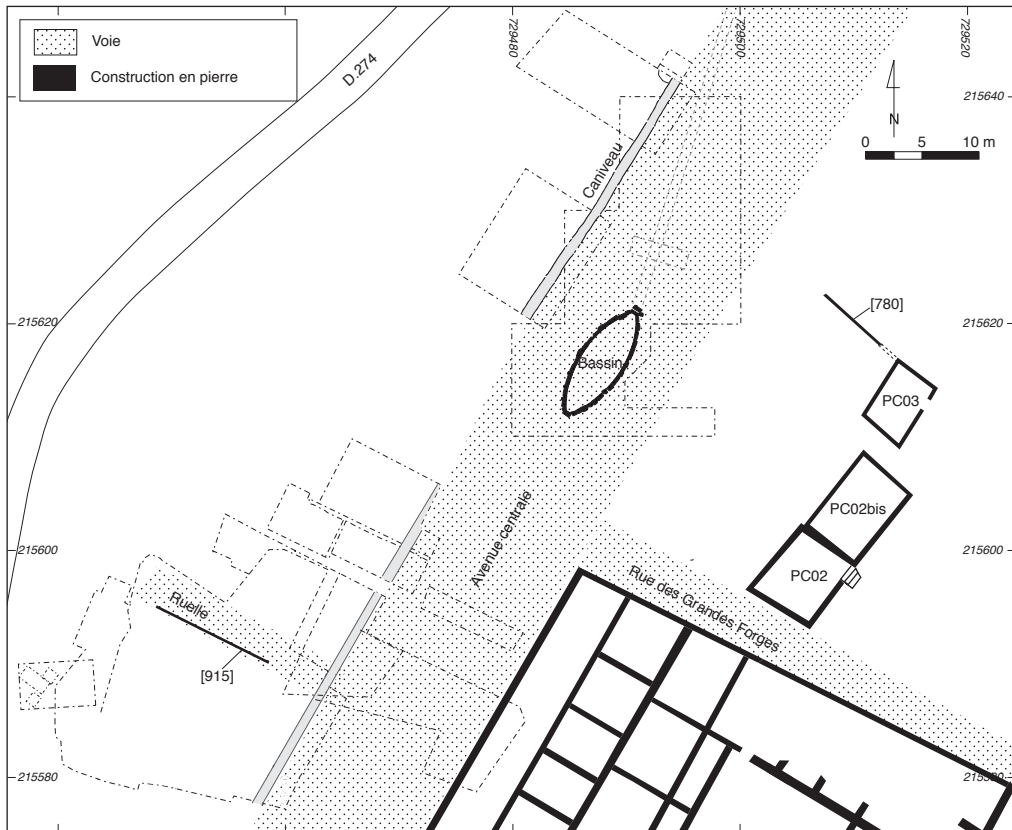 Voie
Construction en pierre
D.274
729480
729500
729520
215640
N
0 5 10 m
Caniveau
215620
215620
[780]
Bassin
PC03
PC02bis
Avenue centrale
215600
215600
PC02
Rue des Grandes Forges
Ruelle
[915]
215580
215580